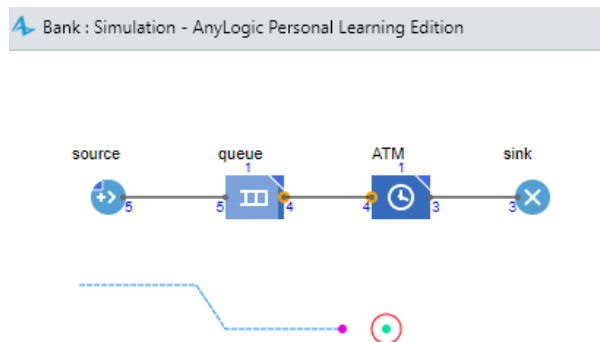 Bank : Simulation - AnyLogic Personal Learning Edition
source queue ATM sink
1 1
5 5 4 4 3 3